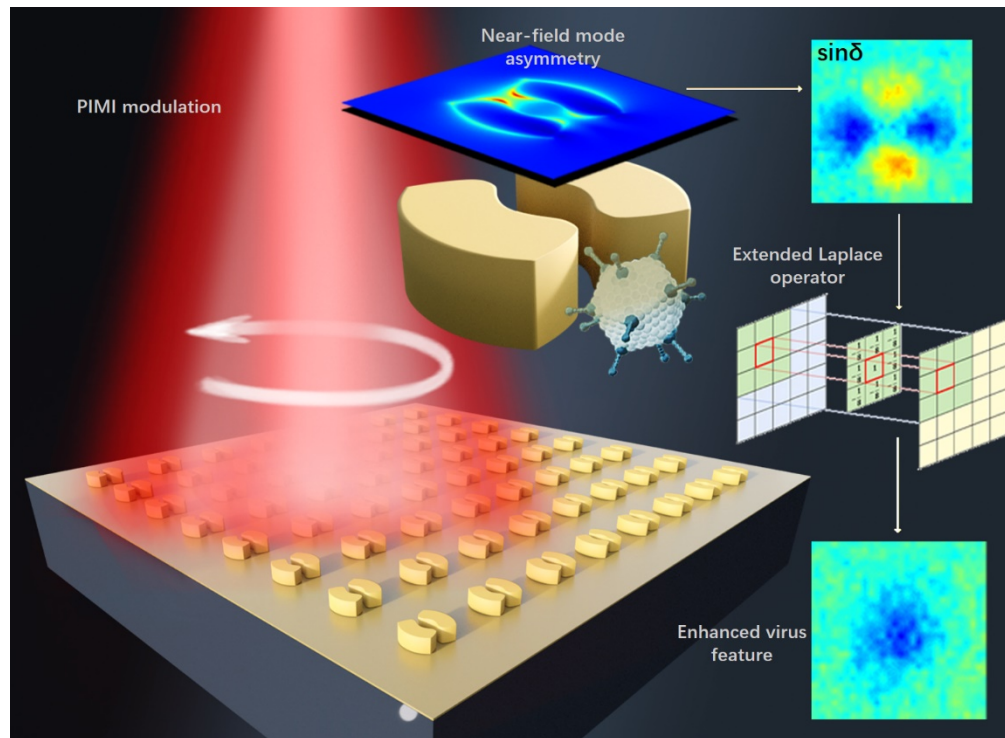 Near-field mode
asymmetry
sinδ
PIMI modulation
Extended Laplace
operator
Enhanced virus
feature